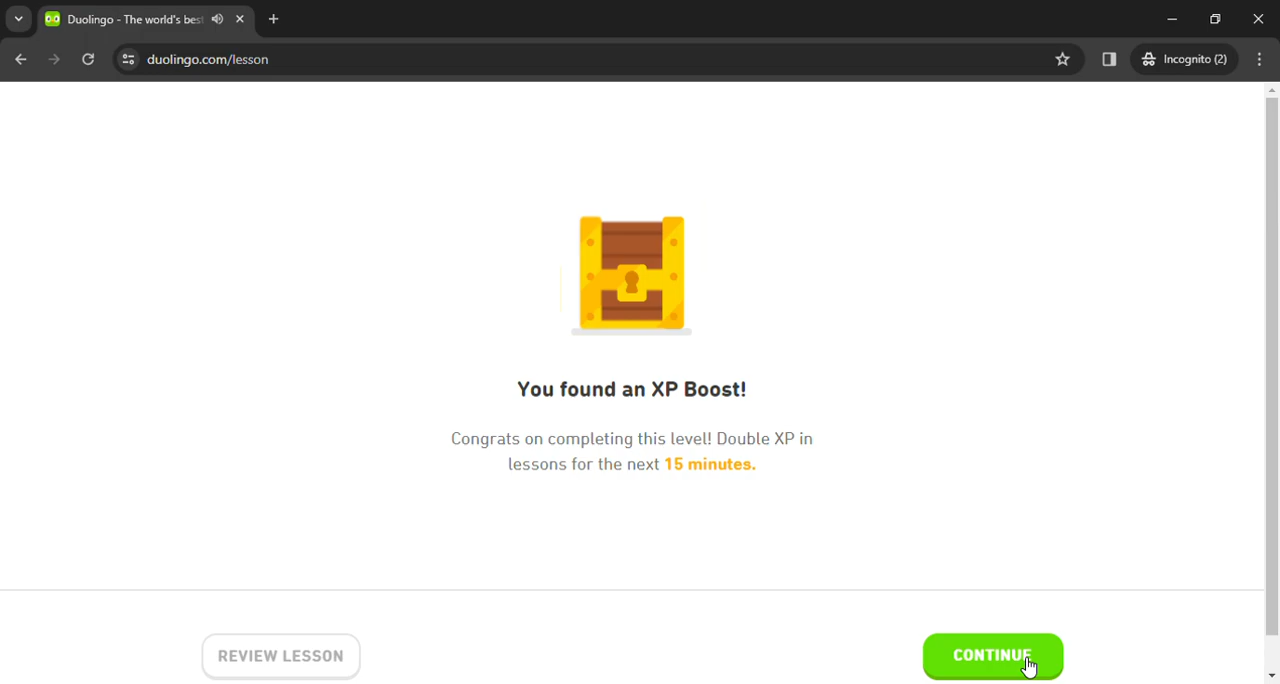 Duolingo - The world's bes
duolingo.com/lesson
Incognito (2)
You found an XP Boost!
Congrats on completing this level! Double XP in
lessons for the next 15 minutes.
REVIEW LESSON
CONTINUE